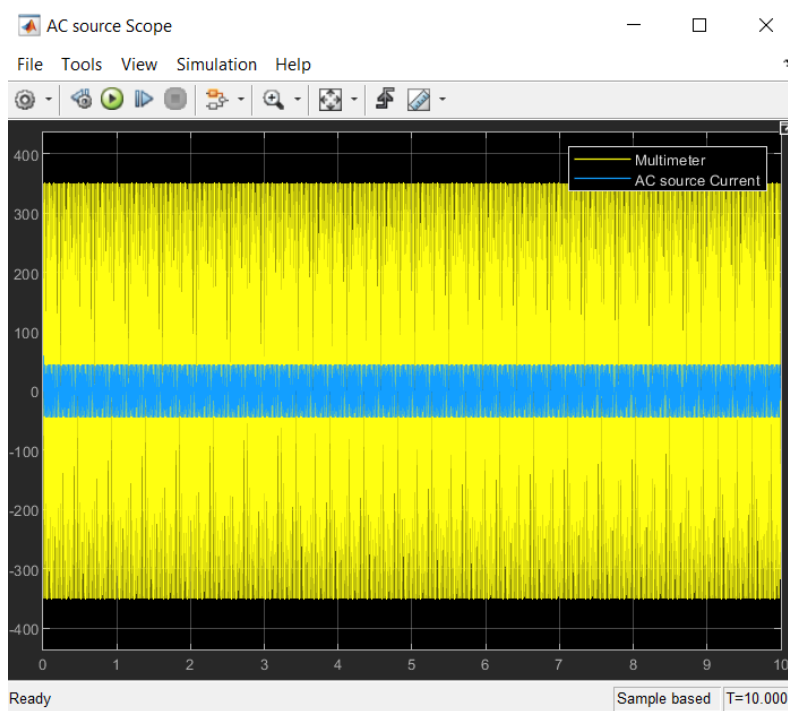 AC source Scope
File Tools View Simulation Help
Multimeter
AC source Current
400
300
200
100
0
-100
-200
-300
-400
0 1 2 3 4 5 6 7 8 9 10
Ready Sample based T=10.000